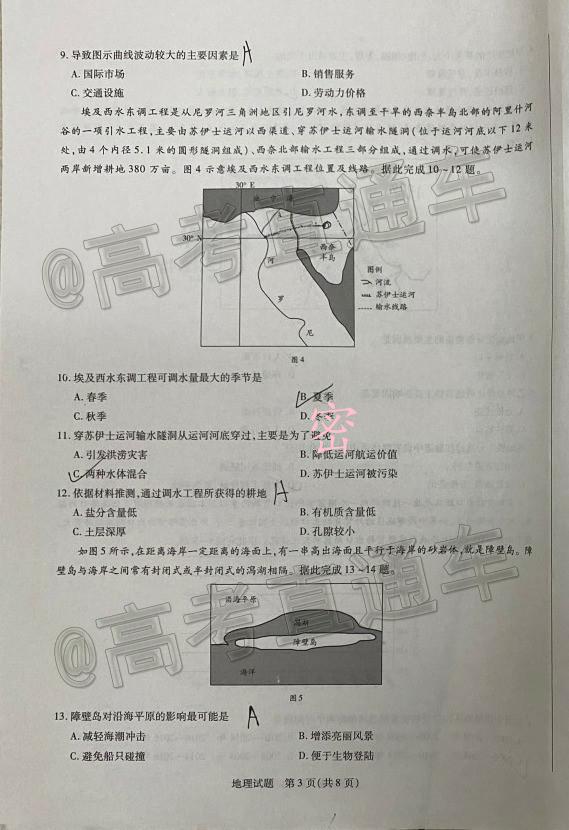 9. 导致图示曲线波动较大的主要因素是 A
A. 国际市场 B. 销售服务
C. 交通设施 D. 劳动力价格
埃及西水东调工程是从尼罗河三角洲地区引尼罗河水，东调至干旱的西奈半岛北部的阿里什河
谷的一项引水工程，主要由苏伊士运河以西渠道、穿苏伊士运河输水隧洞(位于运河河底以下12米
处，由4个内径5.1米的圆形隧洞组成)、西奈北部输水工程三部分组成，通过调水，可使苏伊士运河
两岸新增耕地380万亩。图4示意埃及西水东调工程位置及线路。据此完成10~12题。
30° E
地中海
30° N
西奈
半岛
河
罗
尼
图例
河流
苏伊士运河
输水线路
图4
10. 埃及西水东调工程可调水量最大的季节是
A. 春季 B. 夏季
C. 秋季 D. 冬季
11. 穿苏伊士运河输水隧洞从运河河底穿过，主要是为了避免
A. 引发洪涝灾害 B. 降低运河航运价值
C. 两种水体混合 D. 苏伊士运河被污染
12. 依据材料推测，通过调水工程所获得的耕地 A
A. 盐分含量低 B. 有机质含量低
C. 土层深厚 D. 孔隙较小
如图5所示，在距离海岸一定距离的海面上，有一串高出海面且平行于海岸的砂岩体，就是障壁岛。障
壁岛与海岸之间常有封闭式或半封闭式的潟湖相隔。据此完成13~14题。
沿海平原
潟湖
障壁岛
海洋
图5
13. 障壁岛对沿海平原的影响最可能是 A
A. 减轻海潮冲击 B. 增添亮丽风景
C. 避免船只碰撞 D. 便于生物登陆
地理试题 第3页(共8页)
@高考直通车
@高考直通车
密